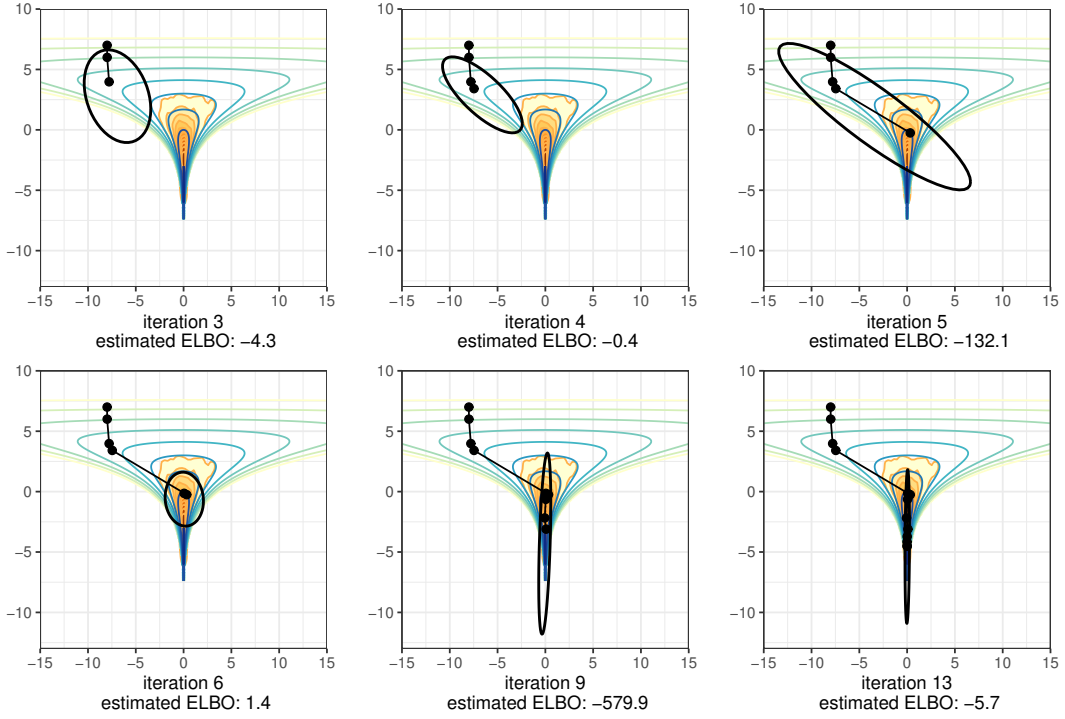 10
5
0
−5
−10
−15 −10 −5 0 5 10 15
iteration 3
estimated ELBO: −4.3
10
5
0
−5
−10
−15 −10 −5 0 5 10 15
iteration 4
estimated ELBO: −0.4
10
5
0
−5
−10
−15 −10 −5 0 5 10 15
iteration 5
estimated ELBO: −132.1
10
5
0
−5
−10
−15 −10 −5 0 5 10 15
iteration 6
estimated ELBO: 1.4
10
5
0
−5
−10
−15 −10 −5 0 5 10 15
iteration 9
estimated ELBO: −579.9
10
5
0
−5
−10
−15 −10 −5 0 5 10 15
iteration 13
estimated ELBO: −5.7